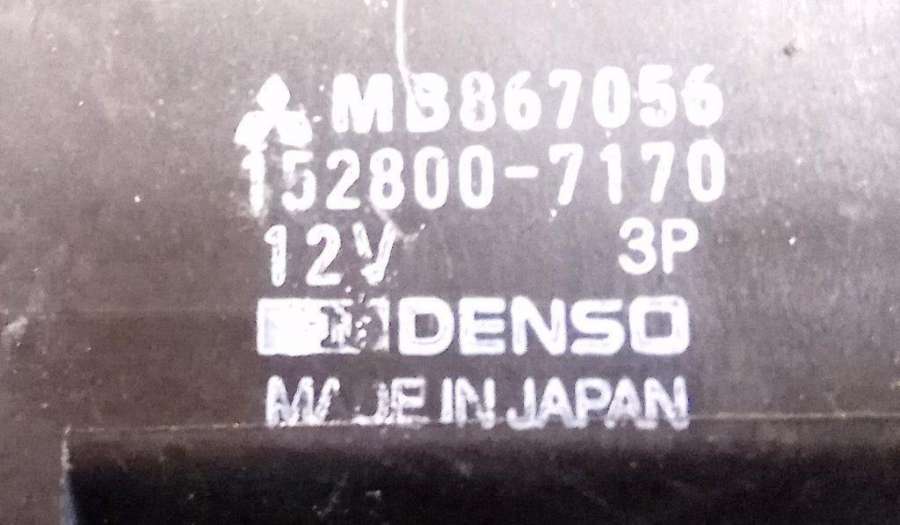 MB867056
152800-7170
12V 3P
DENSO
MADE IN JAPAN